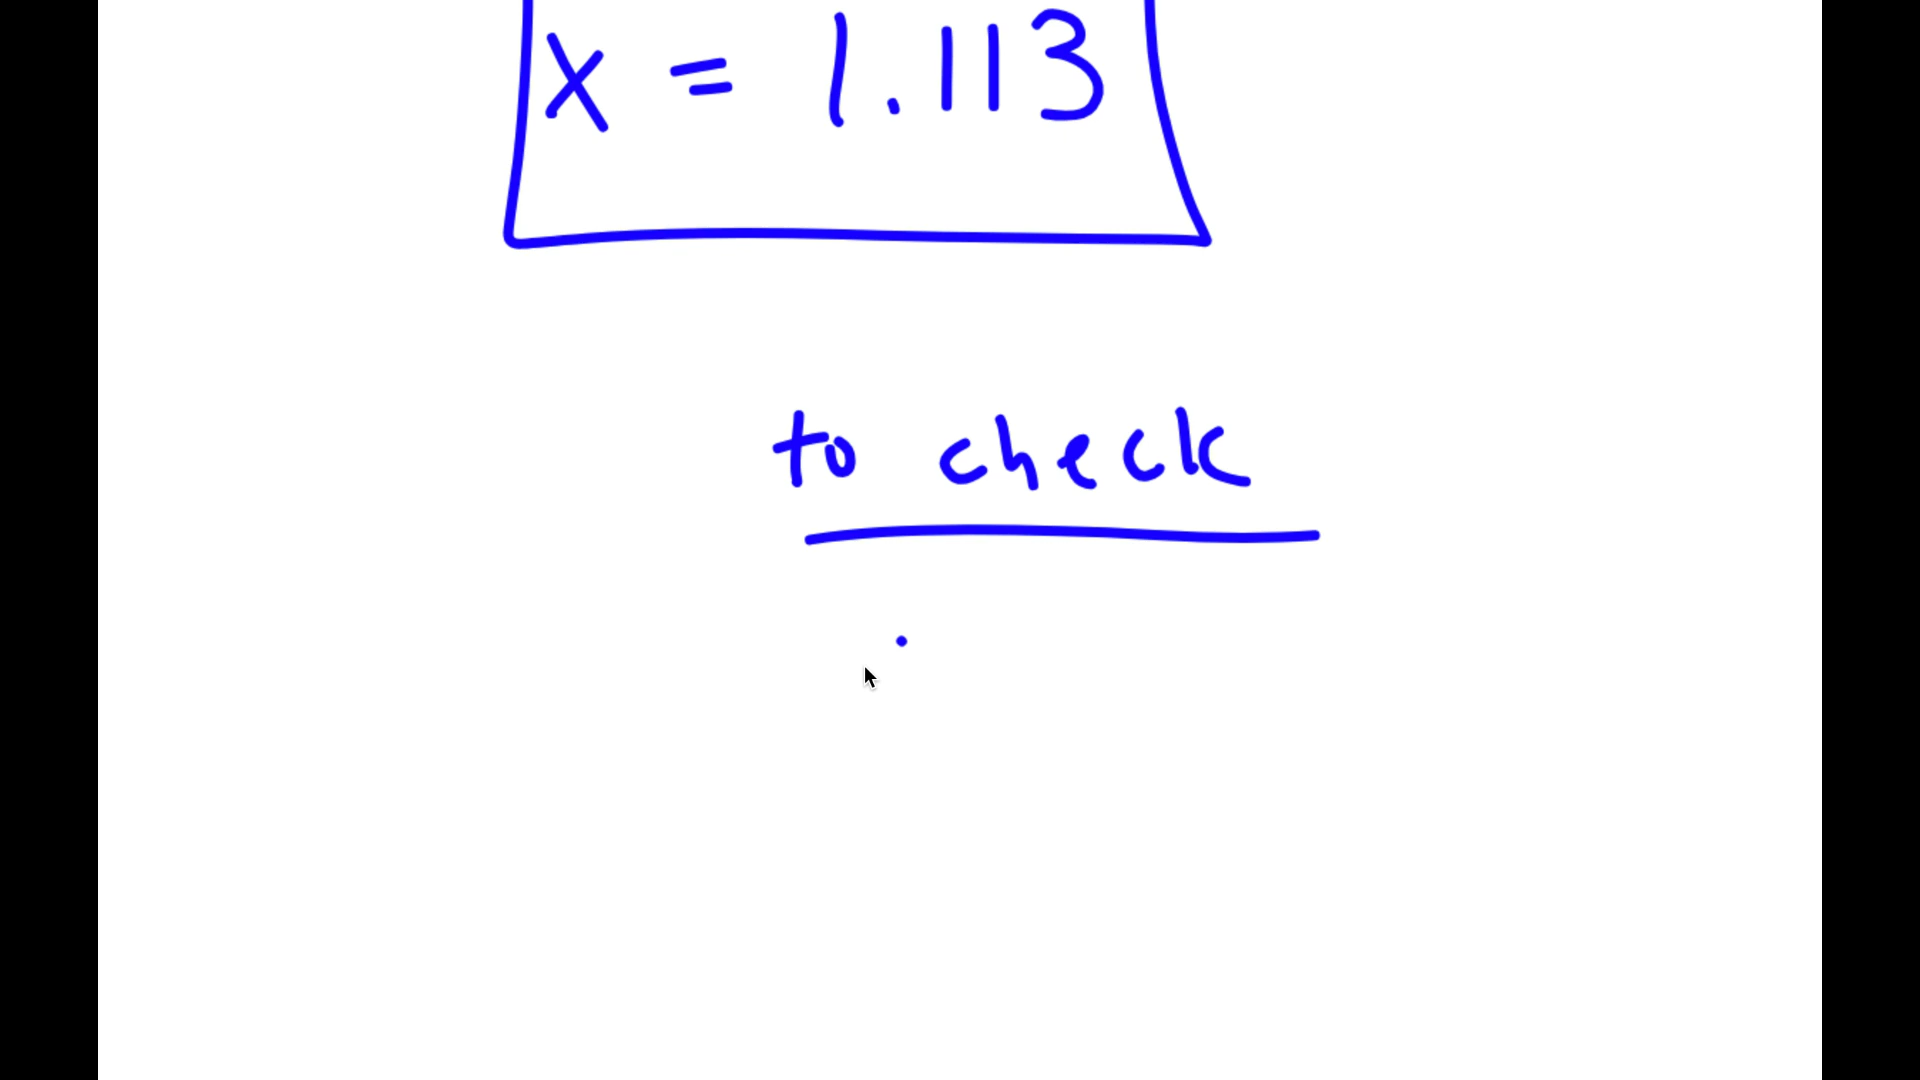 x = 1.113
to check